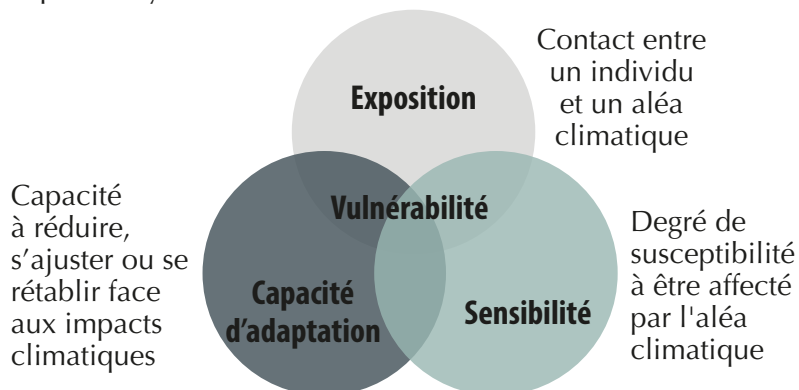 Exposition
Contact entre
un individu
et un aléa
climatique
Vulnérabilité
Capacité
à réduire,
s'ajuster ou se
rétablir face
aux impacts
climatiques
Capacité
d'adaptation
Sensibilité
Degré de
susceptibilité
à être affecté
par l'aléa
climatique